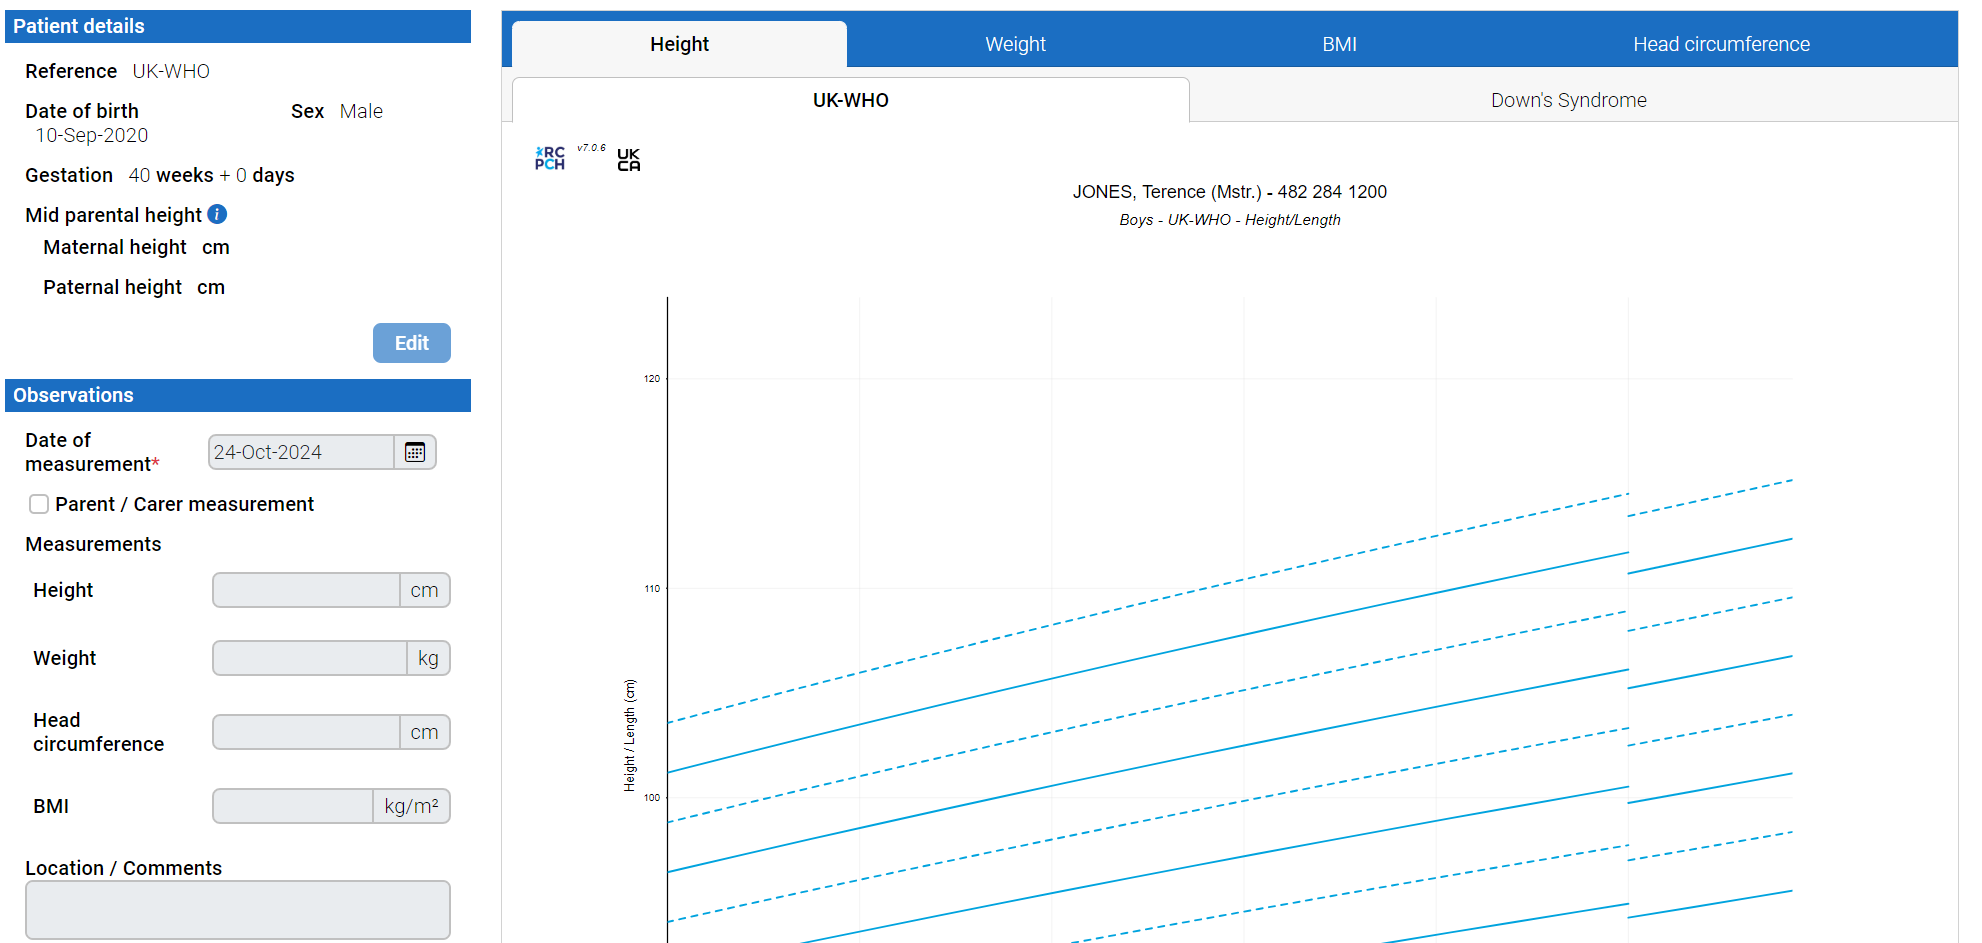 Patient details
Reference UK-WHO
Date of birth Sex Male
10-Sep-2020
Gestation 40 weeks + 0 days
Mid parental height i
Maternal height cm
Paternal height cm
Edit
Observations
Date of
measurement*
24-Oct-2024
Parent / Carer measurement
Measurements
Height cm
Weight kg
Head
circumference
cm
BMI kg/m²
Location / Comments
Height Weight BMI Head circumference
UK-WHO Down's Syndrome
RC
PCH
v7.0.6
UK
CA
JONES, Terence (Mstr.) - 482 284 1200
Boys - UK-WHO - Height/Length
120
110
100
Height / Length (cm)